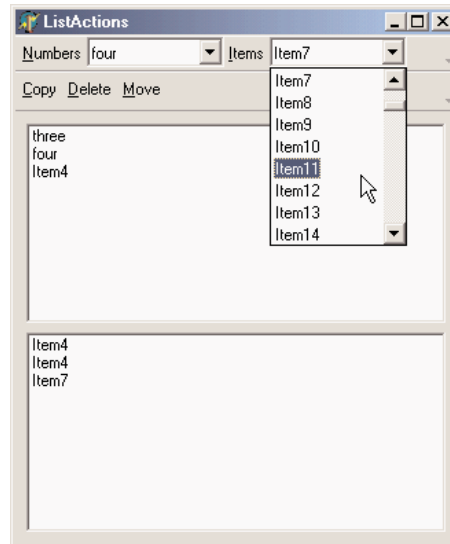 ListActions
Numbers four Items Item7
Copy Delete Move
Item7
Item8
Item9
Item10
Item11
Item12
Item13
Item14
three
four
Item4
Item4
Item4
Item7